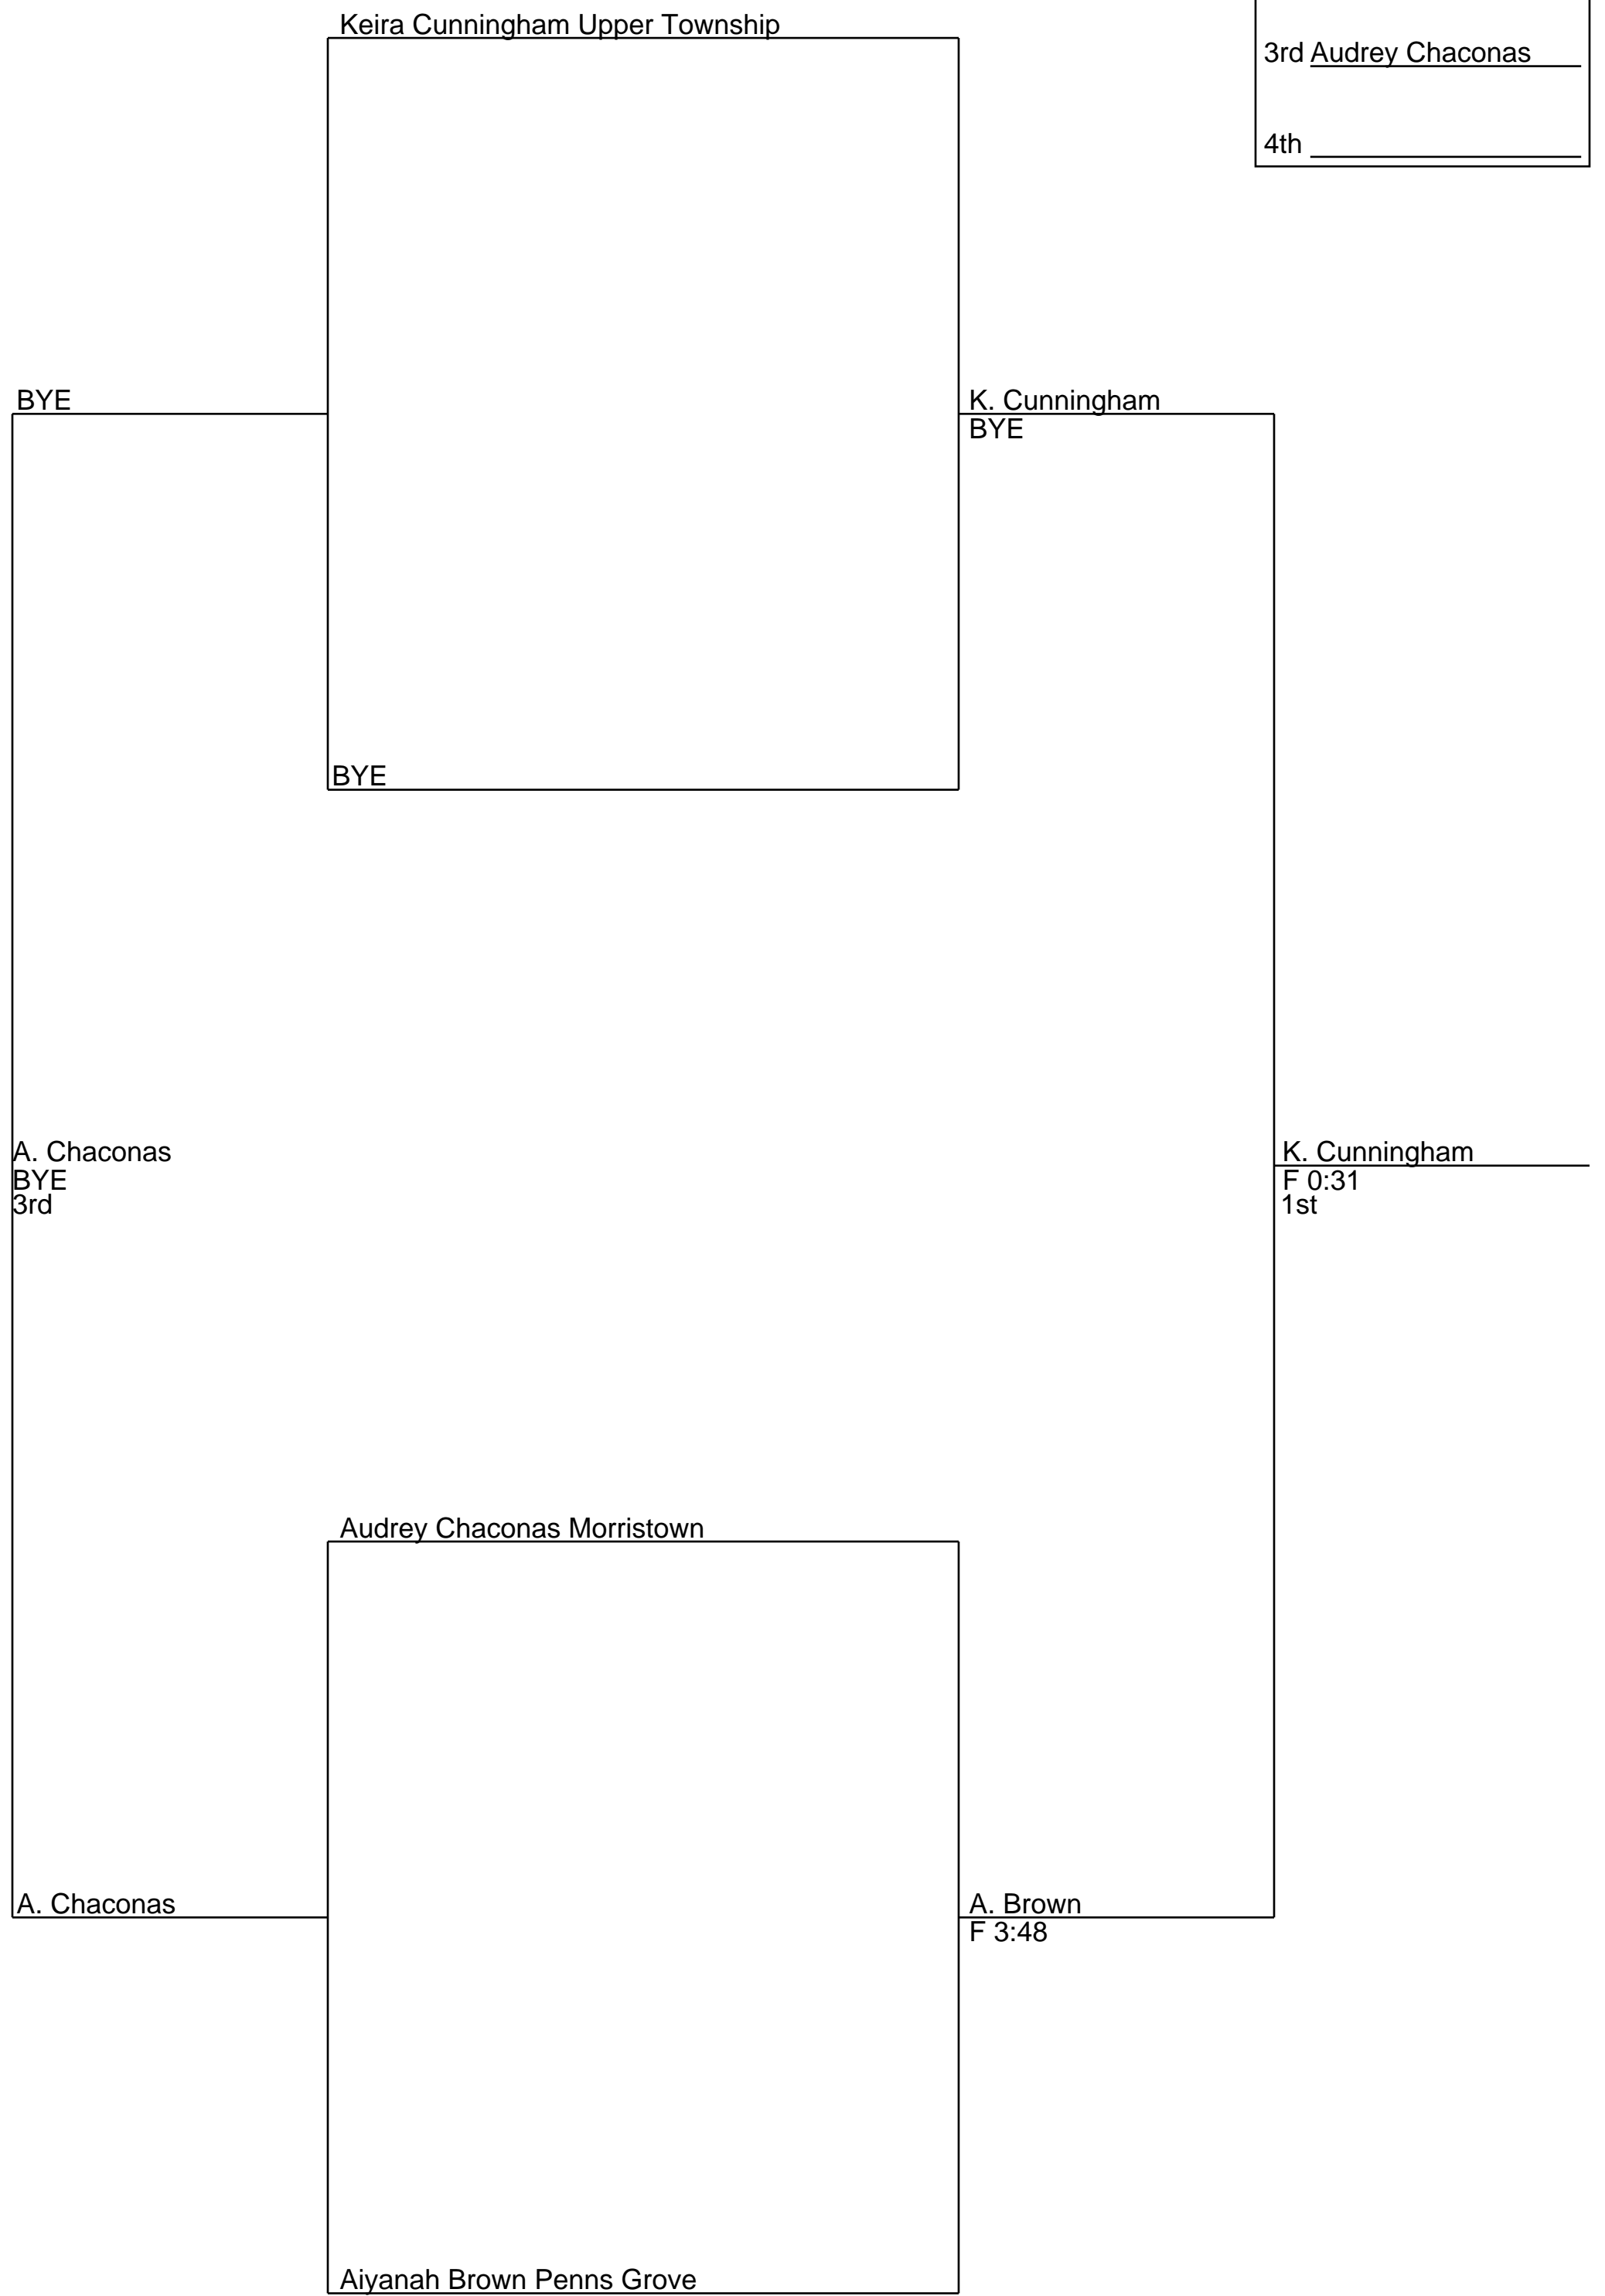 Keira Cunningham Upper Township
3rd Audrey Chaconas
4th
BYE
K. Cunningham
BYE
BYE
A. Chaconas
BYE
3rd
K. Cunningham
F 0:31
1st
Audrey Chaconas Morristown
A. Chaconas
A. Brown
F 3:48
Aiyanah Brown Penns Grove